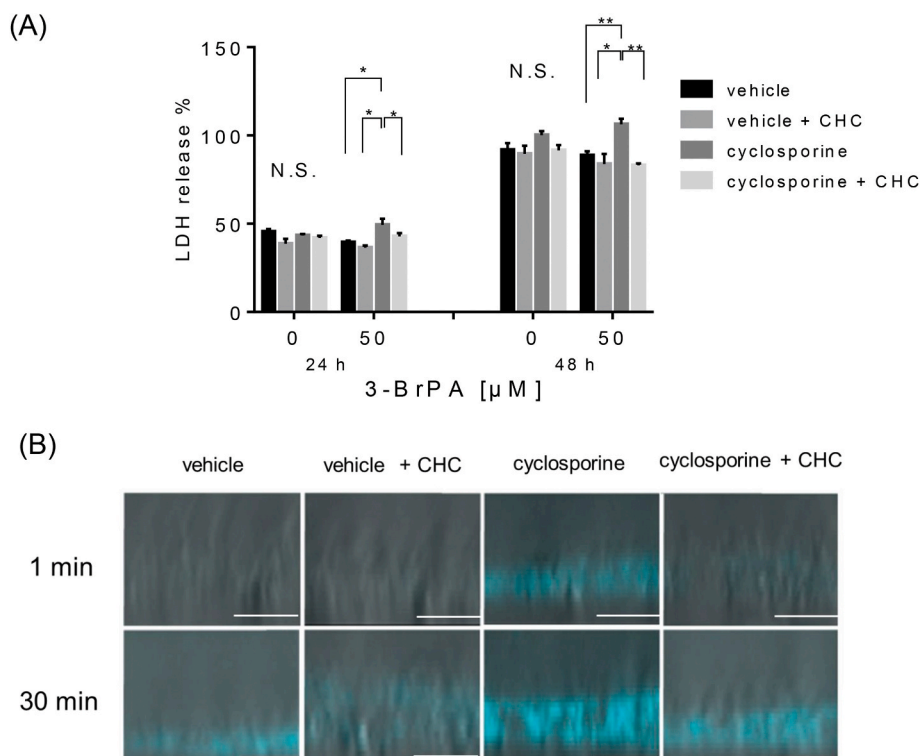 (A)
150
100
50
0
LDH release %
N.S.
*
*
*
N.S.
**
*
**
vehicle
vehicle + CHC
cyclosporine
cyclosporine + CHC
0
50
0
50
24 h
48 h
3-BrPA [µM]
(B)
vehicle
vehicle + CHC
cyclosporine
cyclosporine + CHC
1 min
30 min